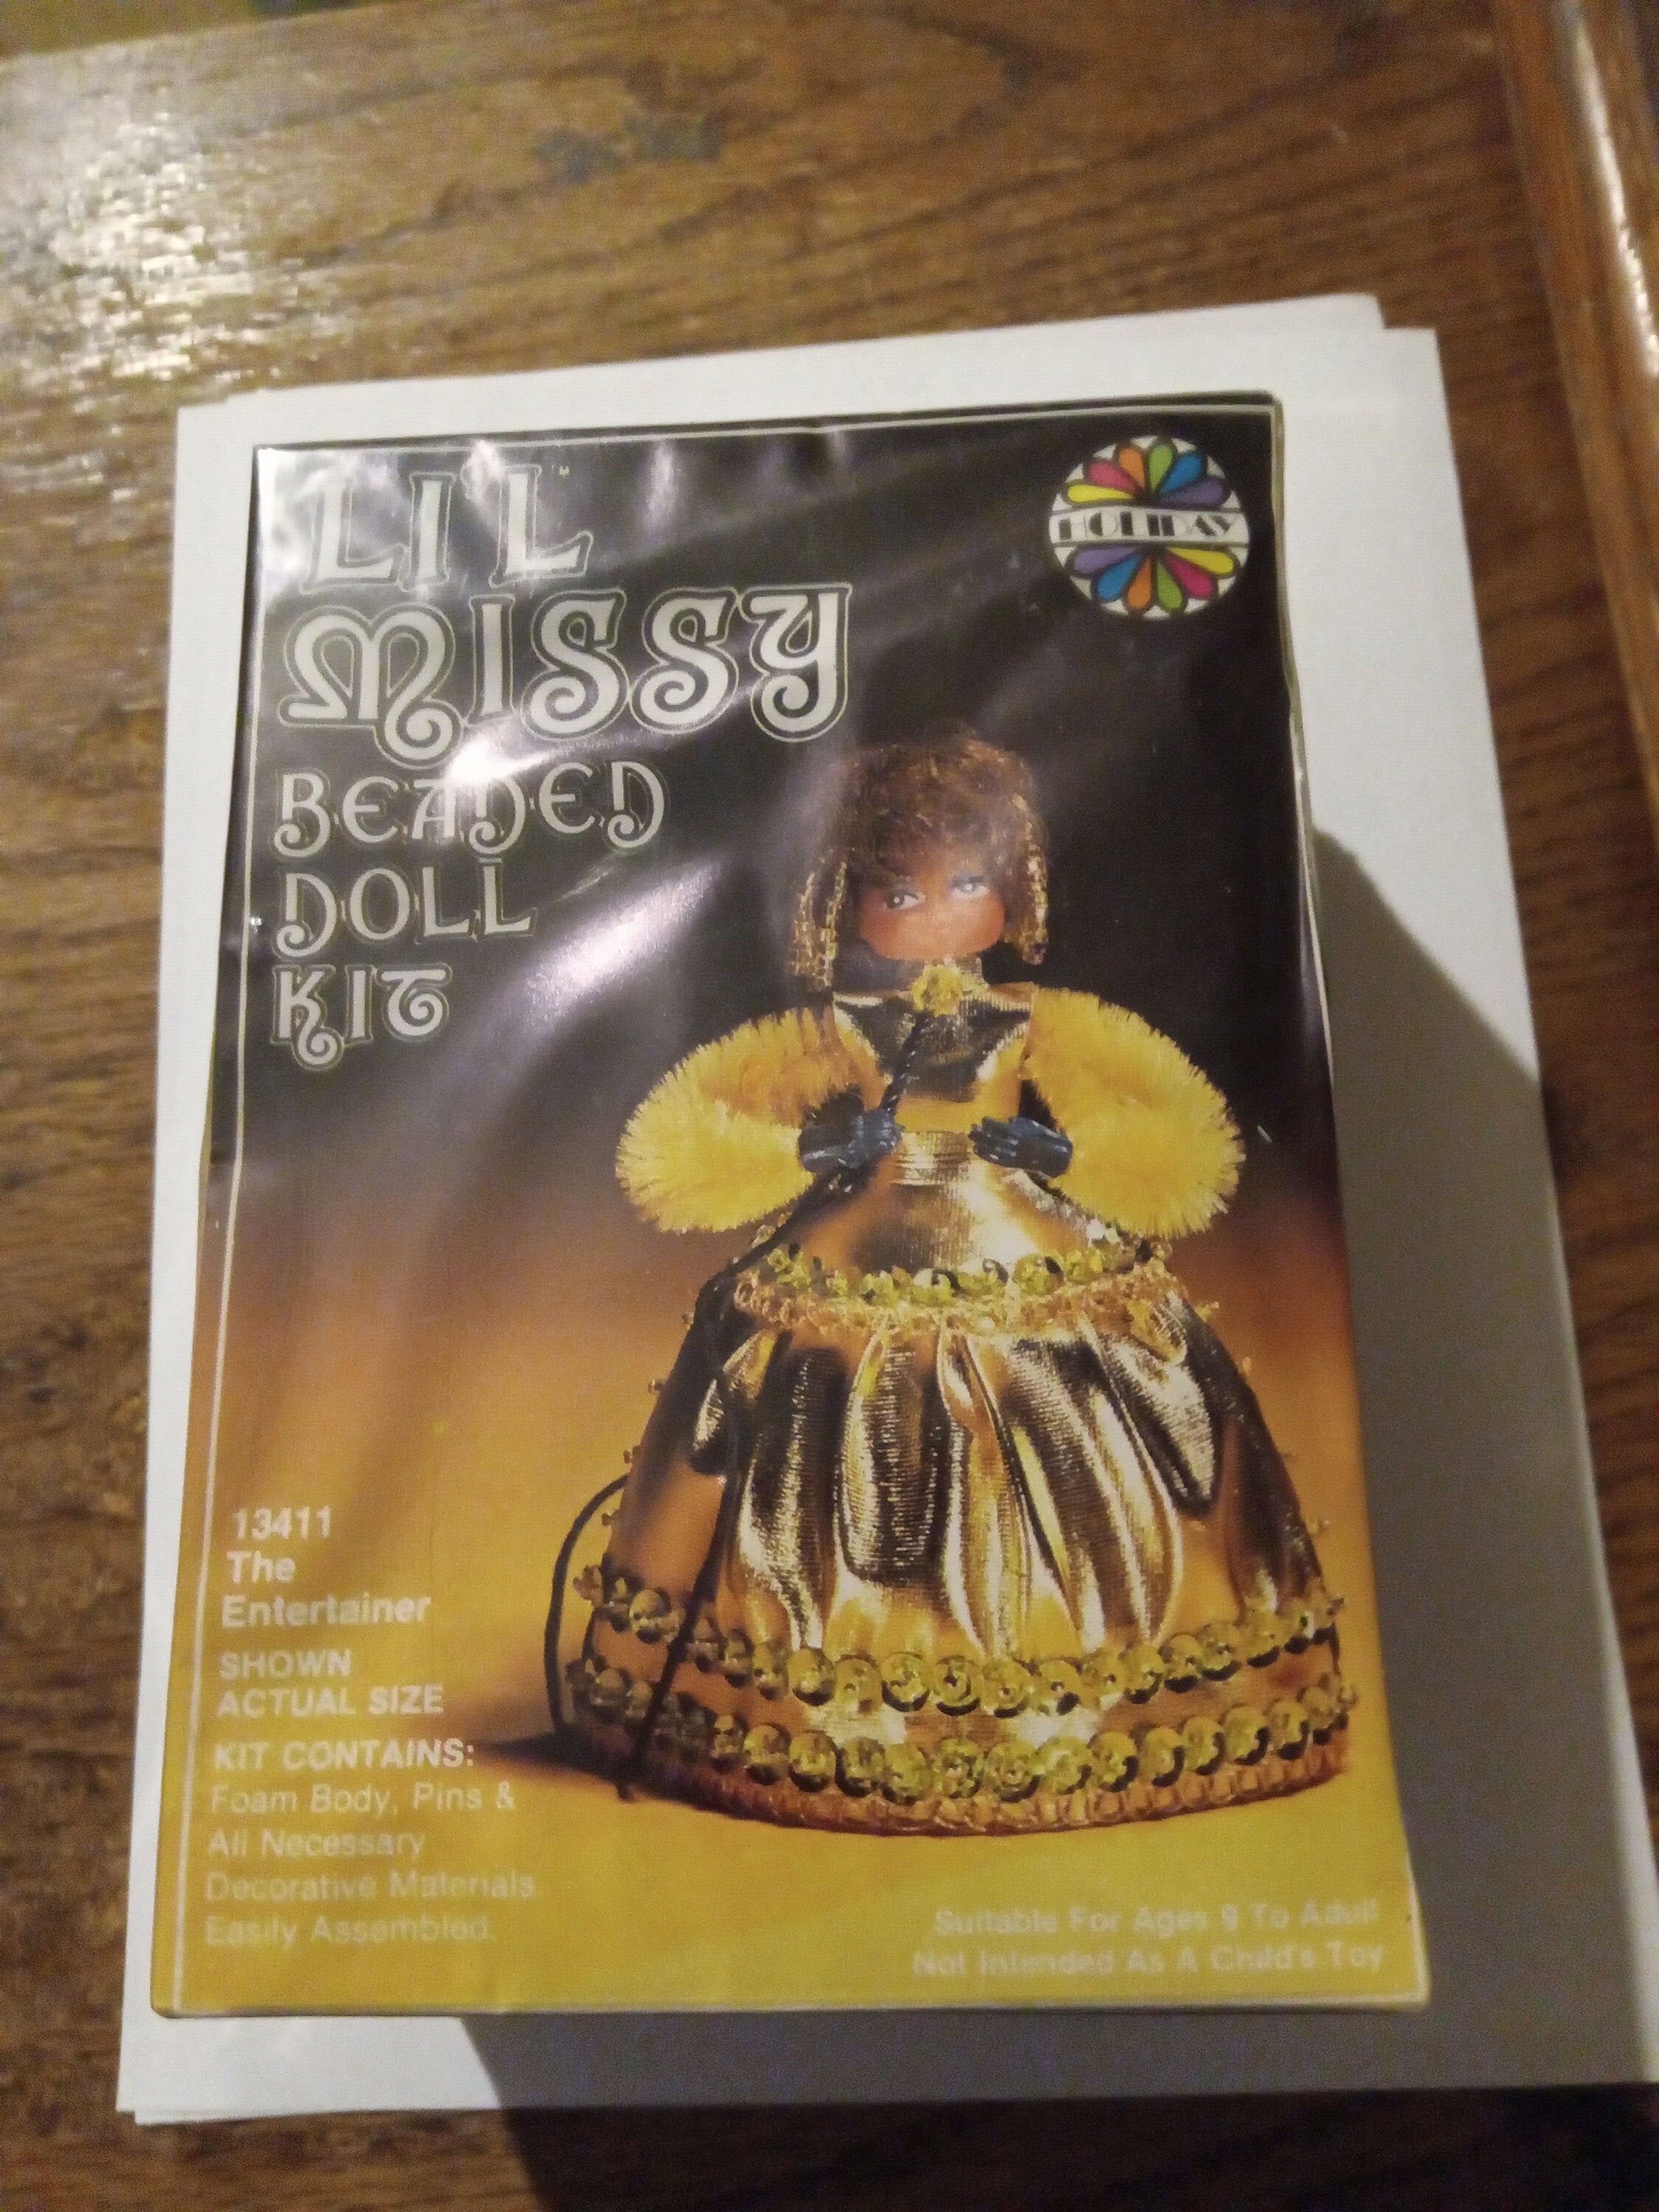 LI'L™
MISSY
BEADED
DOLL
KIT
HOLIDAY
13411
The
Entertainer
SHOWN
ACTUAL SIZE
KIT CONTAINS:
Foam Body, Pins &
All Necessary
Decorative Materials.
Easily Assembled.
Suitable For Ages 9 To Adult
Not Intended As A Child's Toy